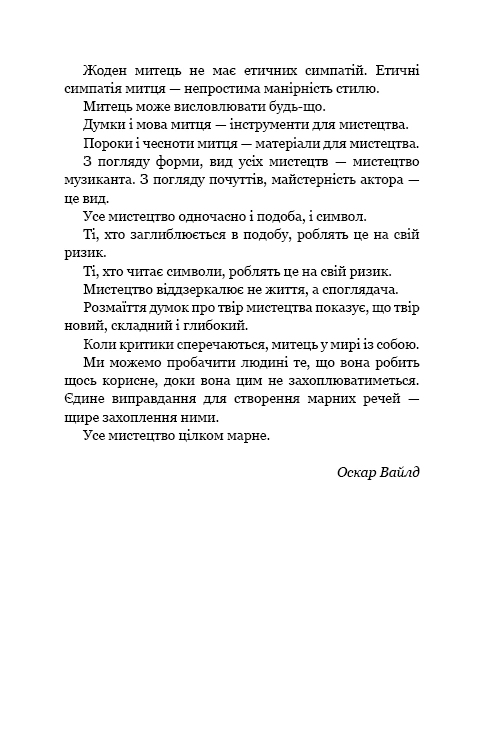 Жоден митець не має етичних симпатій. Етичні
симпатія митця — непростима манірність стилю.
Митець може висловлювати будь-що.
Думки і мова митця — інструменти для мистецтва.
Пороки і чесноти митця — матеріали для мистецтва.
З погляду форми, вид усіх мистецтв — мистецтво
музиканта. З погляду почуттів, майстерність актора —
це вид.
Усе мистецтво одночасно і подоба, і символ.
Ті, хто заглиблюється в подобу, роблять це на свій
ризик.
Ті, хто читає символи, роблять це на свій ризик.
Мистецтво віддзеркалює не життя, а споглядача.
Розмаїття думок про твір мистецтва показує, що твір
новий, складний і глибокий.
Коли критики сперечаються, митець у мирі із собою.
Ми можемо пробачити людині те, що вона робить
щось корисне, доки вона цим не захоплюватиметься.
Єдине виправдання для створення марних речей —
щире захоплення ними.
Усе мистецтво цілком марне.
Оскар Вайлд